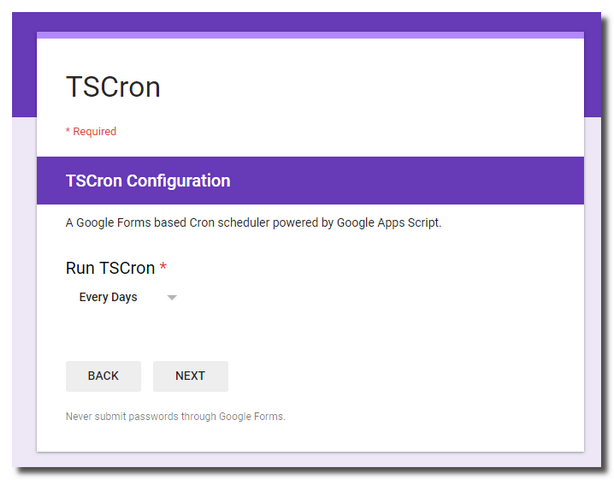 TSCron
* Required
TSCron Configuration
A Google Forms based Cron scheduler powered by Google Apps Script.
Run TSCron *
Every Days
BACK NEXT
Never submit passwords through Google Forms.